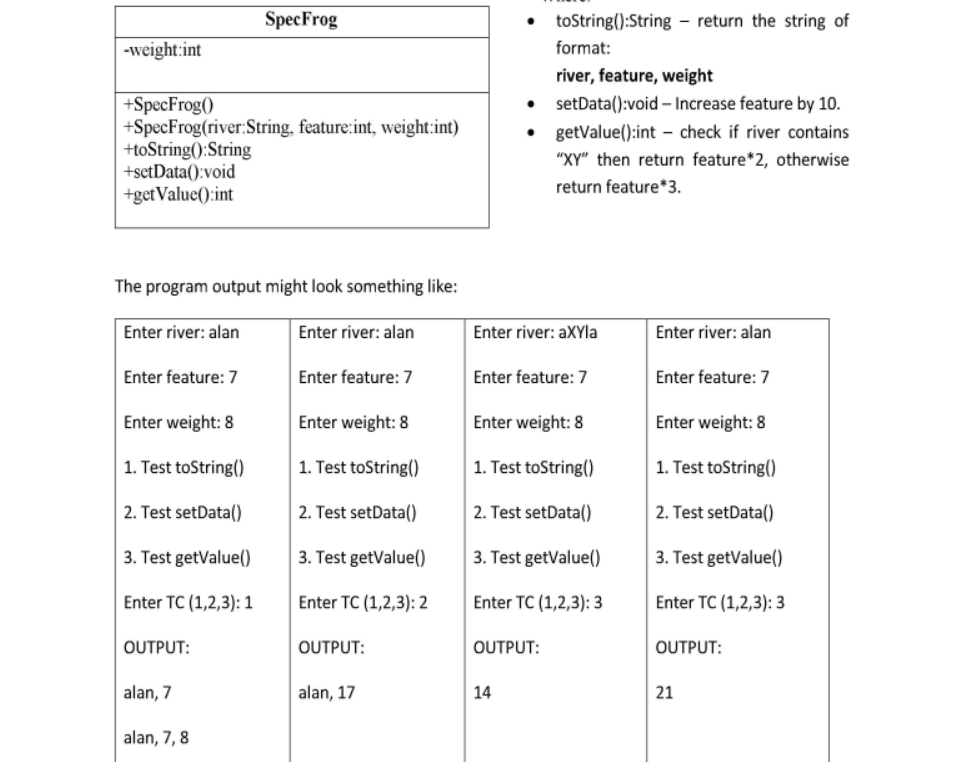 SpecFrog
-weight:int
+SpecFrog()
+SpecFrog(river:String, feature:int, weight:int)
+toString():String
+setData():void
+getValue():int
• toString():String – return the string of
format:
river, feature, weight
• setData():void – Increase feature by 10.
• getValue():int – check if river contains
“XY” then return feature*2, otherwise
return feature*3.
The program output might look something like:
Enter river: alan
Enter feature: 7
Enter weight: 8
1. Test toString()
2. Test setData()
3. Test getValue()
Enter TC (1,2,3): 1
OUTPUT:
alan, 7
alan, 7, 8
Enter river: alan
Enter feature: 7
Enter weight: 8
1. Test toString()
2. Test setData()
3. Test getValue()
Enter TC (1,2,3): 2
OUTPUT:
alan, 17
Enter river: aXYla
Enter feature: 7
Enter weight: 8
1. Test toString()
2. Test setData()
3. Test getValue()
Enter TC (1,2,3): 3
OUTPUT:
14
Enter river: alan
Enter feature: 7
Enter weight: 8
1. Test toString()
2. Test setData()
3. Test getValue()
Enter TC (1,2,3): 3
OUTPUT:
21